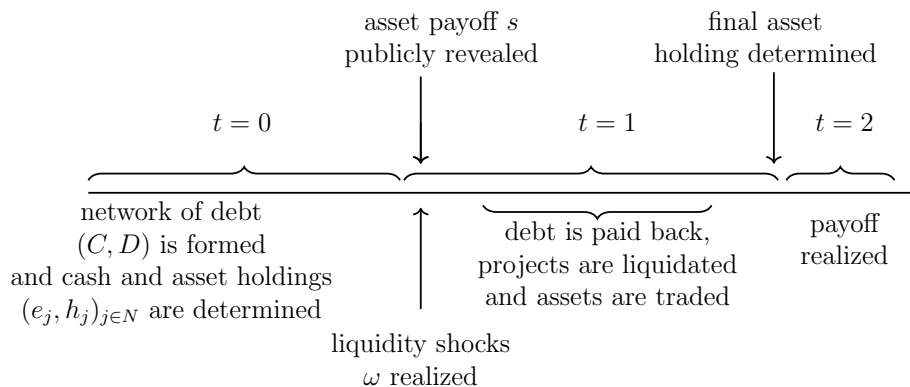 asset payoff s
publicly revealed
final asset
holding determined
t = 0
t = 1
t = 2
network of debt
(C, D) is formed
and cash and asset holdings
(e_j, h_j)_{j∈N} are determined
debt is paid back,
projects are liquidated
and assets are traded
payoff
realized
liquidity shocks
ω realized